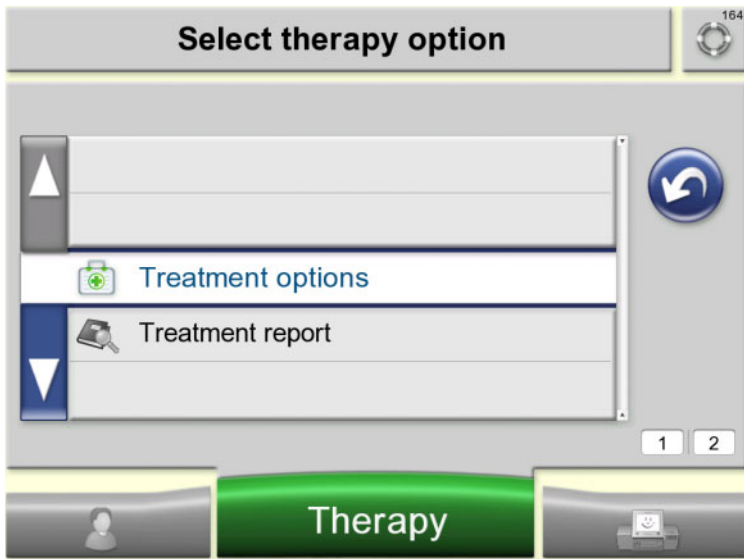 Select therapy option
164
Treatment options
Treatment report
1 2
Therapy